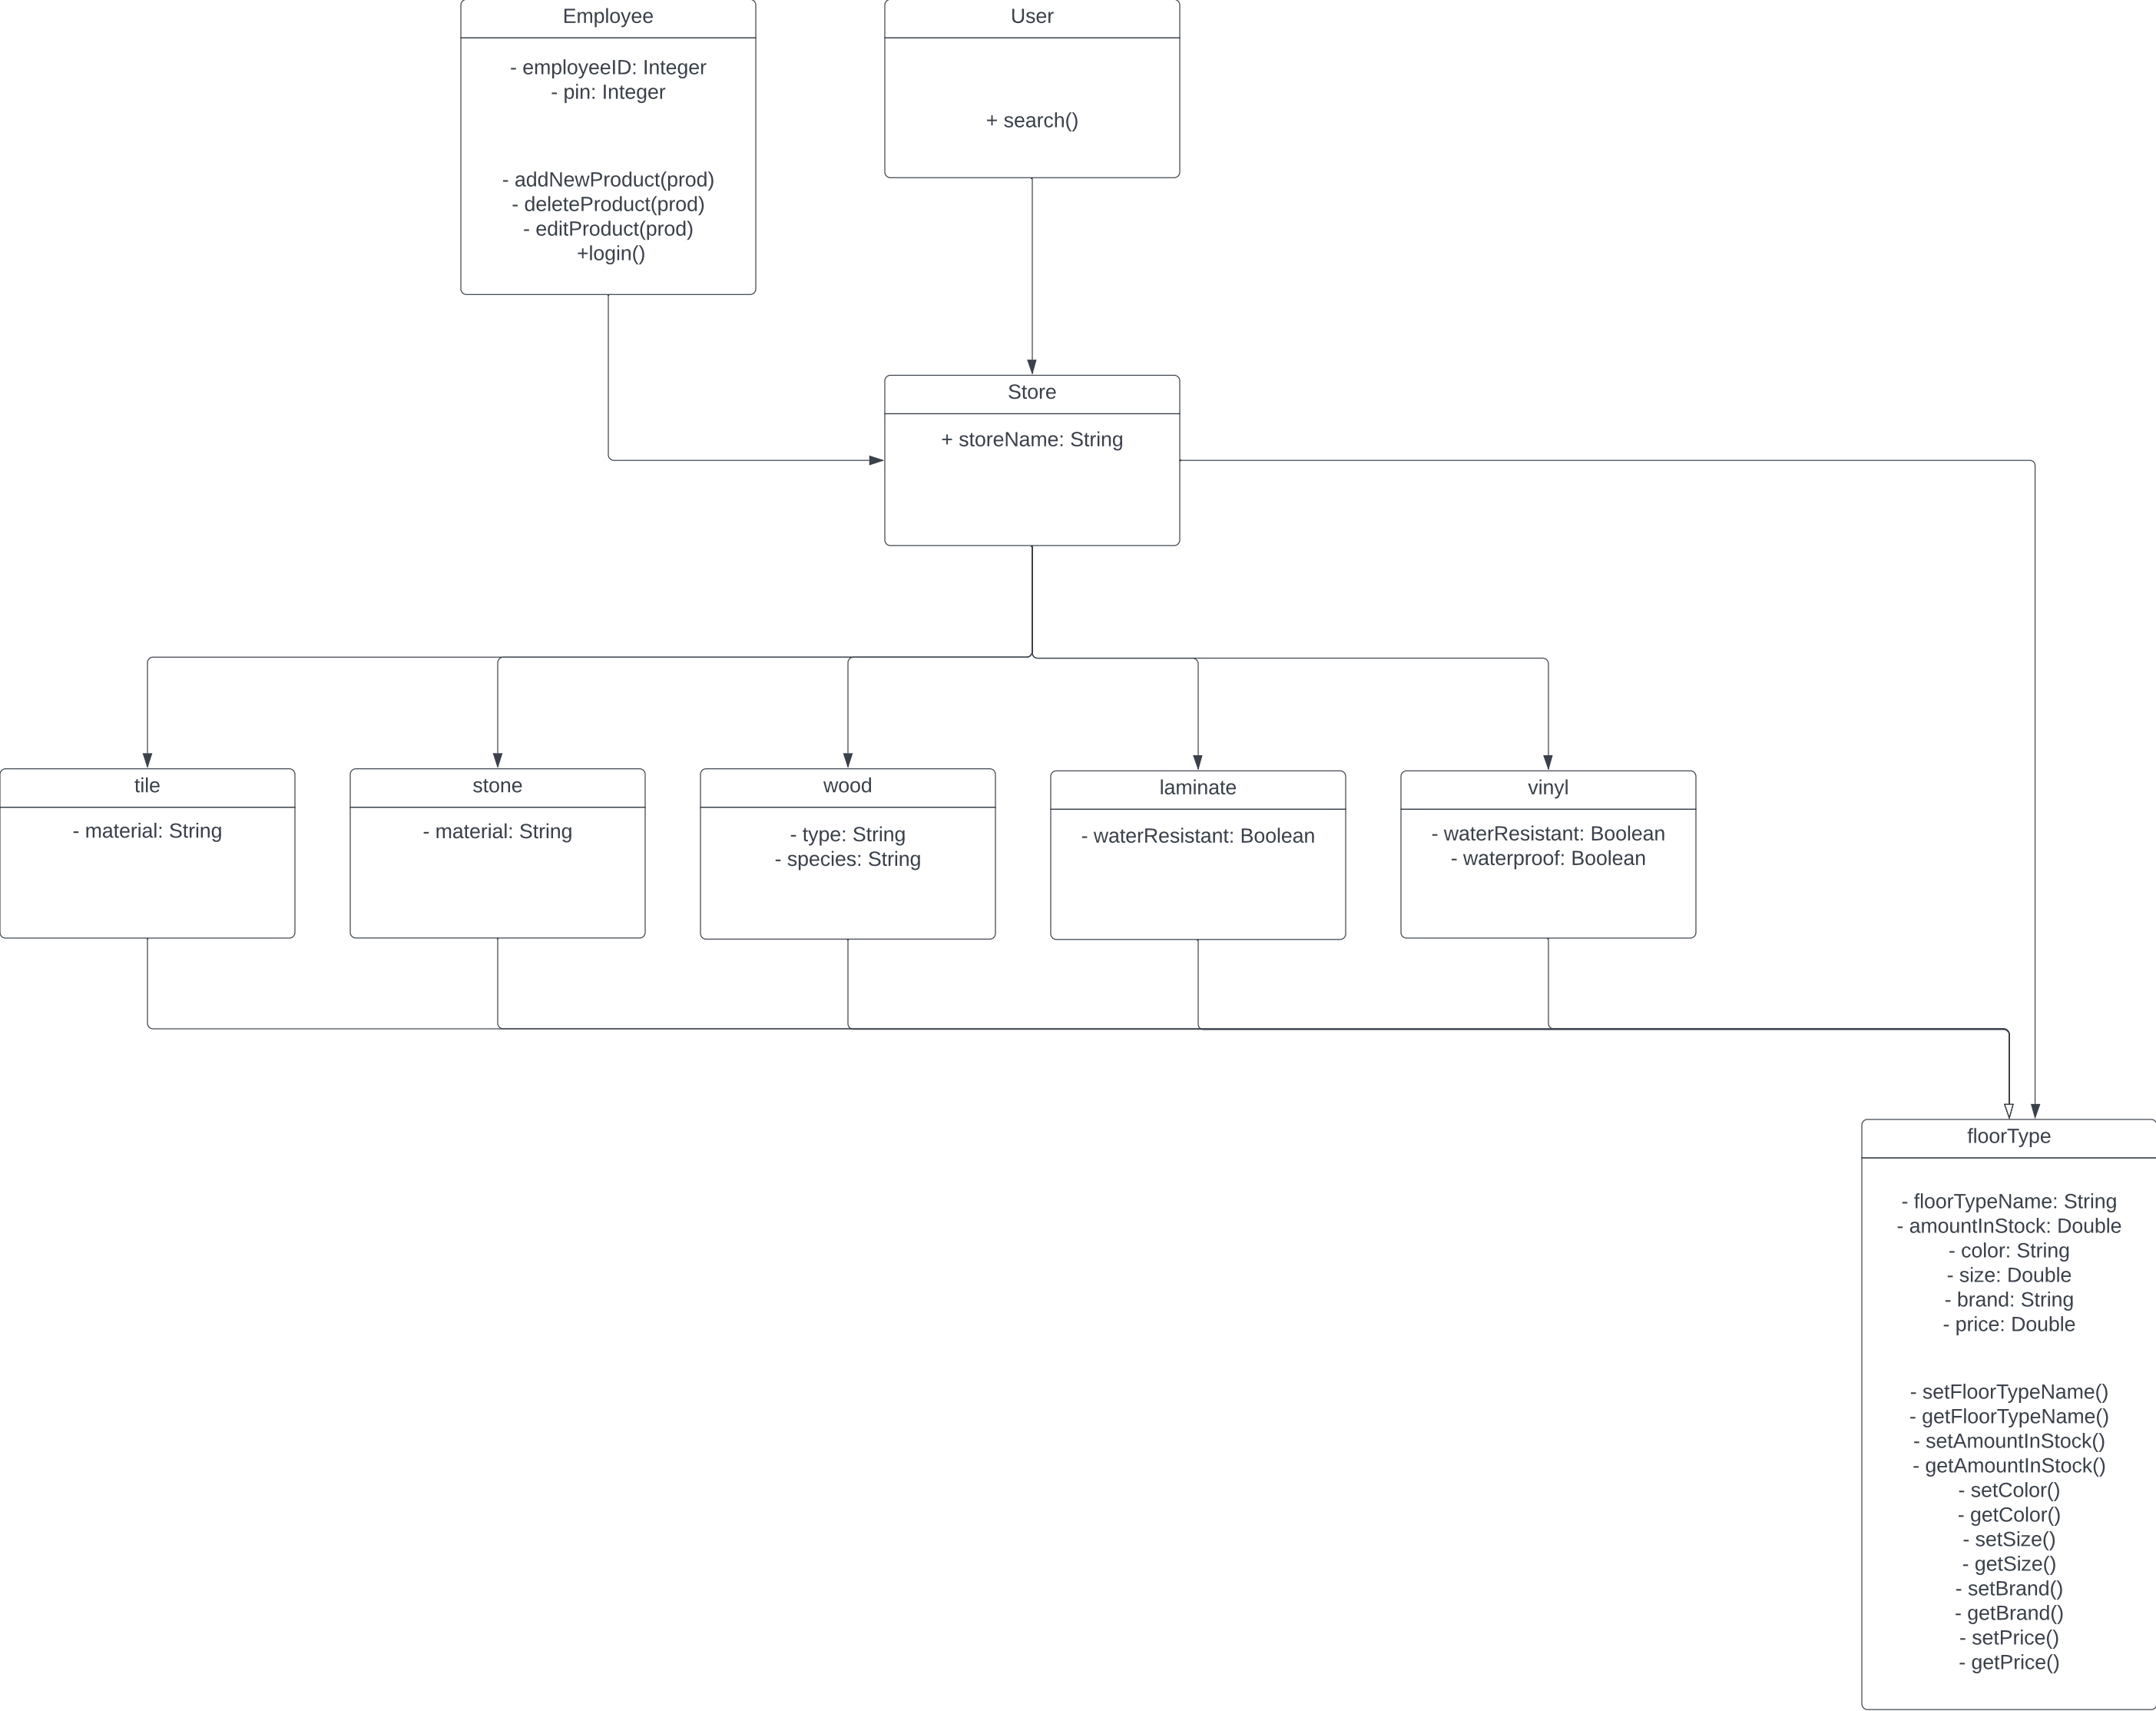 Employee
- employeeID: Integer
- pin: Integer
- addNewProduct(prod)
- deleteProduct(prod)
- editProduct(prod)
+login()
User
+ search()
Store
+ storeName: String
tile
- material: String
stone
- material: String
wood
- type: String
- species: String
laminate
- waterResistant: Boolean
vinyl
- waterResistant: Boolean
- waterproof: Boolean
floorType
- floorTypeName: String
- amountInStock: Double
- color: String
- size: Double
- brand: String
- price: Double
- setFloorTypeName()
- getFloorTypeName()
- setAmountInStock()
- getAmountInStock()
- setColor()
- getColor()
- setSize()
- getSize()
- setBrand()
- getBrand()
- setPrice()
- getPrice()